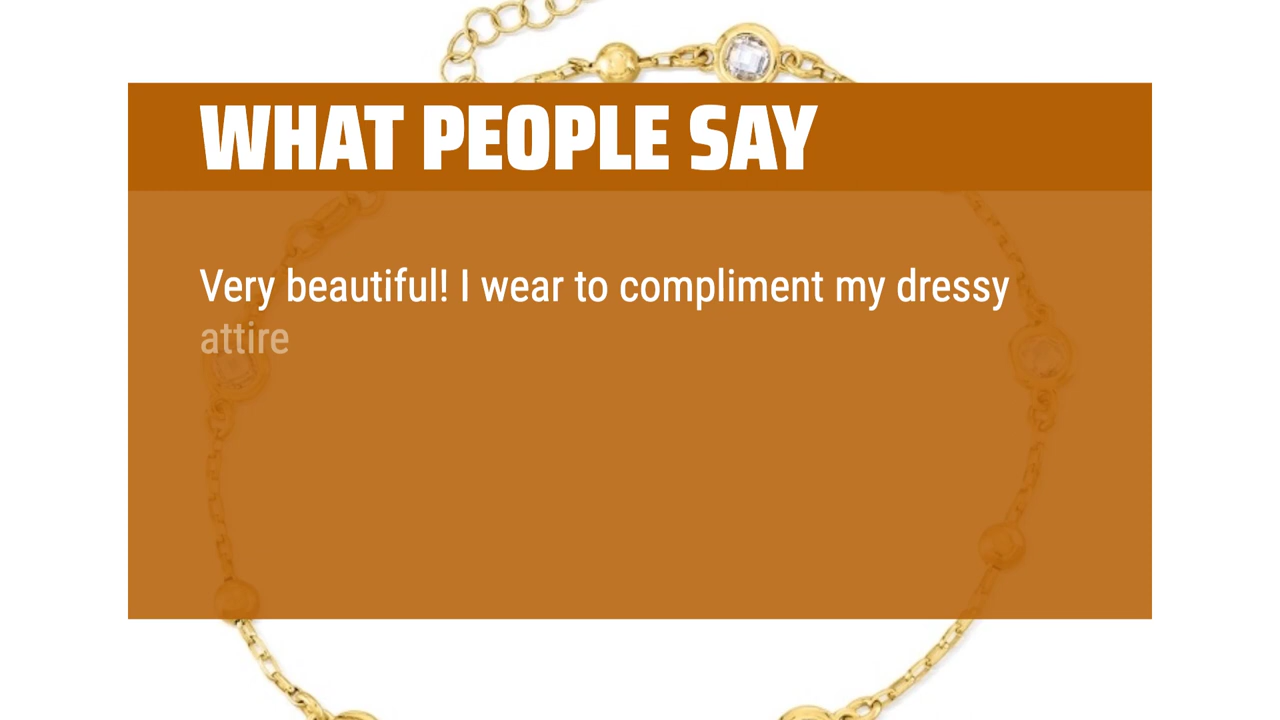 WHAT PEOPLE SAY
Very beautiful! I wear to compliment my dressy
attire